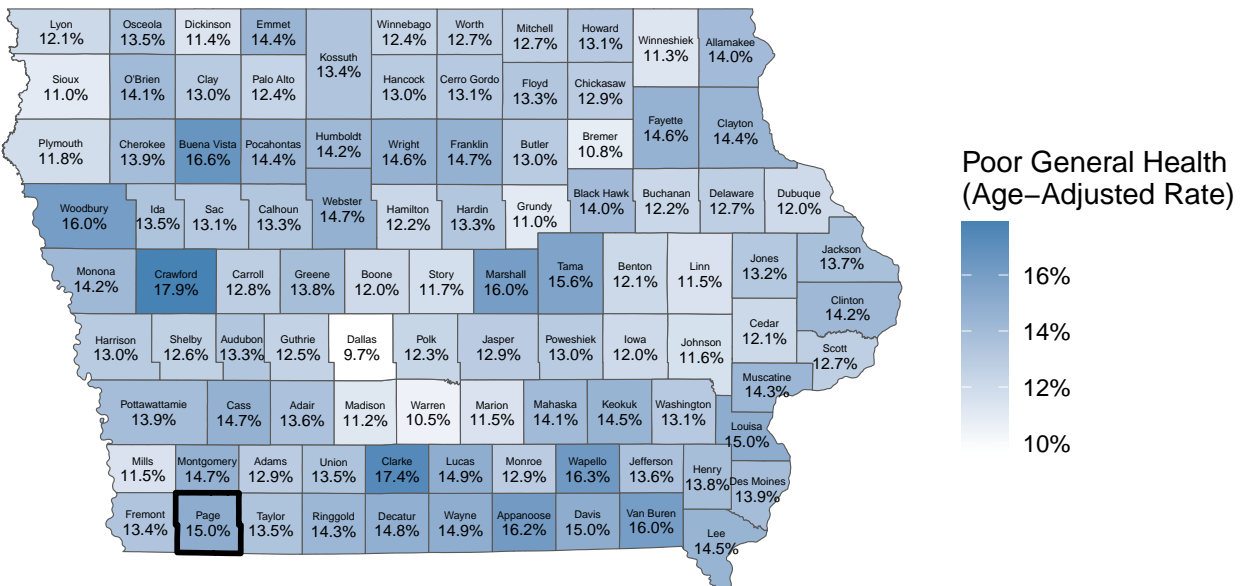 Lyon
12.1%
Osceola
13.5%
Dickinson
11.4%
Emmet
14.4%
Kossuth
13.4%
Winnebago
12.4%
Worth
12.7%
Mitchell
12.7%
Howard
13.1%
Winneshiek
11.3%
Allamakee
14.0%
Sioux
11.0%
O'Brien
14.1%
Clay
13.0%
Palo Alto
12.4%
Hancock
13.0%
Cerro Gordo
13.1%
Floyd
13.3%
Chickasaw
12.9%
Fayette
14.6%
Clayton
14.4%
Plymouth
11.8%
Cherokee
13.9%
Buena Vista
16.6%
Pocahontas
14.4%
Humboldt
14.2%
Wright
14.6%
Franklin
14.7%
Butler
13.0%
Bremer
10.8%
Woodbury
16.0%
Ida
13.5%
Sac
13.1%
Calhoun
13.3%
Webster
14.7%
Hamilton
12.2%
Hardin
13.3%
Grundy
11.0%
Black Hawk
14.0%
Buchanan
12.2%
Delaware
12.7%
Dubuque
12.0%
Monona
14.2%
Crawford
17.9%
Carroll
12.8%
Greene
13.8%
Boone
12.0%
Story
11.7%
Marshall
16.0%
Tama
15.6%
Benton
12.1%
Linn
11.5%
Jones
13.2%
Jackson
13.7%
Clinton
14.2%
Harrison
13.0%
Shelby
12.6%
Audubon
13.3%
Guthrie
12.5%
Dallas
9.7%
Polk
12.3%
Jasper
12.9%
Poweshiek
13.0%
Iowa
12.0%
Johnson
11.6%
Cedar
12.1%
Scott
12.7%
Muscatine
14.3%
Pottawattamie
13.9%
Cass
14.7%
Adair
13.6%
Madison
11.2%
Warren
10.5%
Marion
11.5%
Mahaska
14.1%
Keokuk
14.5%
Washington
13.1%
Louisa
15.0%
Mills
11.5%
Montgomery
14.7%
Adams
12.9%
Union
13.5%
Clarke
17.4%
Lucas
14.9%
Monroe
12.9%
Wapello
16.3%
Jefferson
13.6%
Henry
13.8%
Des Moines
13.9%
Fremont
13.4%
Page
15.0%
Taylor
13.5%
Ringgold
14.3%
Decatur
14.8%
Wayne
14.9%
Appanoose
16.2%
Davis
15.0%
Van Buren
16.0%
Lee
14.5%
Poor General Health
(Age−Adjusted Rate)
16%
14%
12%
10%